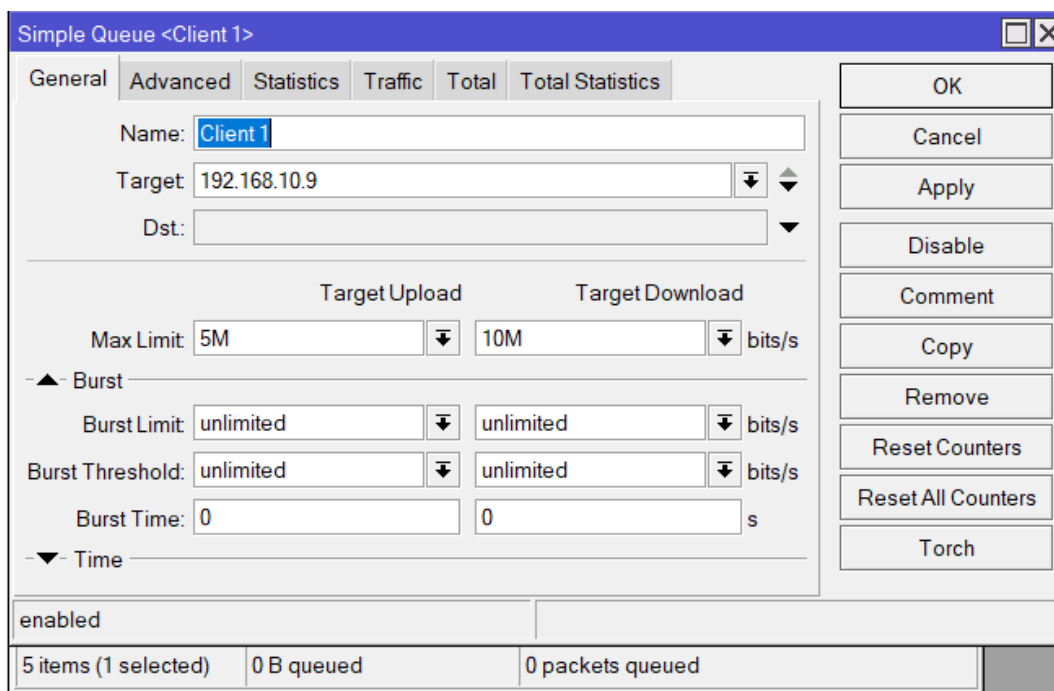 Simple Queue <Client 1>
General Advanced Statistics Traffic Total Total Statistics
Name: Client 1
Target: 192.168.10.9
Dst.:
Target Upload Target Download
Max Limit: 5M 10M bits/s
Burst
Burst Limit: unlimited unlimited bits/s
Burst Threshold: unlimited unlimited bits/s
Burst Time: 0 0 s
Time
OK
Cancel
Apply
Disable
Comment
Copy
Remove
Reset Counters
Reset All Counters
Torch
enabled
5 items (1 selected) 0 B queued 0 packets queued